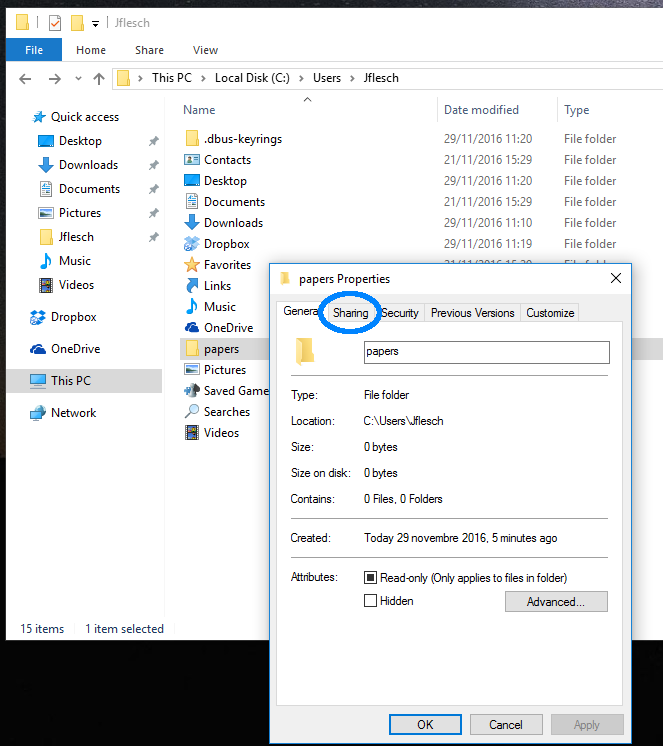 Jflesch
File Home Share View
This PC Local Disk (C:) Users Jflesch
Name Date modified Type
Quick access
Desktop
Downloads
Documents
Pictures
Jflesch
Music
Videos
Dropbox
OneDrive
This PC
Network
.dbus-keyrings 29/11/2016 11:20 File folder
Contacts 21/11/2016 15:29 File folder
Desktop 29/11/2016 11:20 File folder
Documents 21/11/2016 15:29 File folder
Downloads 29/11/2016 11:10 File folder
Dropbox 29/11/2016 11:19 File folder
Favorites
Links
Music
OneDrive
papers
Pictures
Saved Game
Searches
Videos
15 items 1 item selected
papers Properties
General Sharing Security Previous Versions Customize
papers
Type: File folder
Location: C:\Users\Jflesch
Size: 0 bytes
Size on disk: 0 bytes
Contains: 0 Files, 0 Folders
Created: Today 29 novembre 2016, 5 minutes ago
Attributes: Read-only (Only applies to files in folder)
Hidden Advanced...
OK Cancel Apply